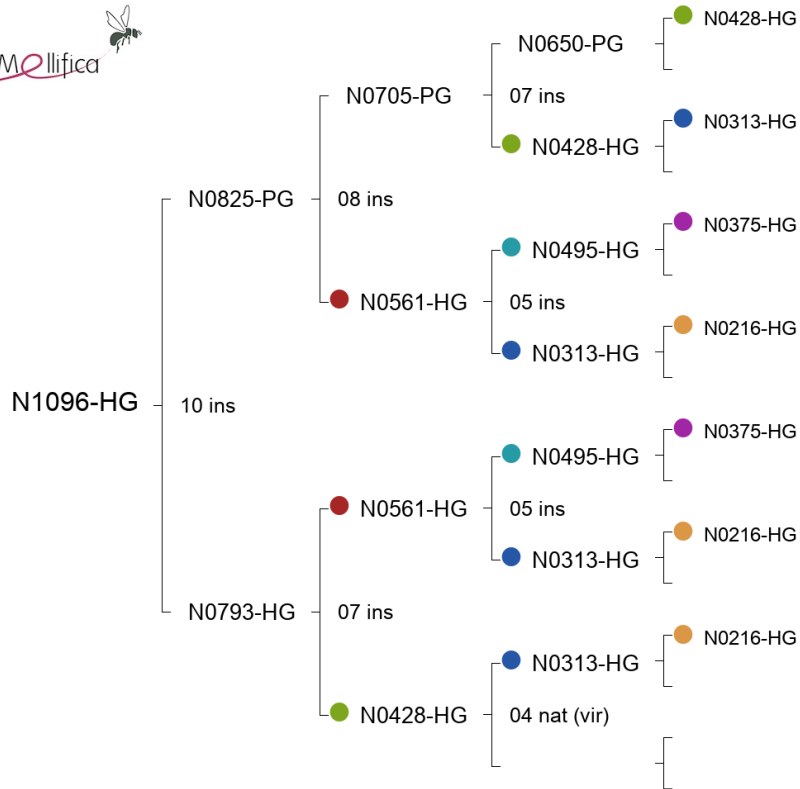 Mellifica
N0428-HG
N0650-PG
N0705-PG
07 ins
N0313-HG
N0428-HG
N0825-PG
08 ins
N0375-HG
N0495-HG
N0561-HG
05 ins
N0216-HG
N0313-HG
N1096-HG
10 ins
N0375-HG
N0495-HG
N0561-HG
05 ins
N0216-HG
N0313-HG
N0793-HG
07 ins
N0216-HG
N0313-HG
N0428-HG
04 nat (vir)